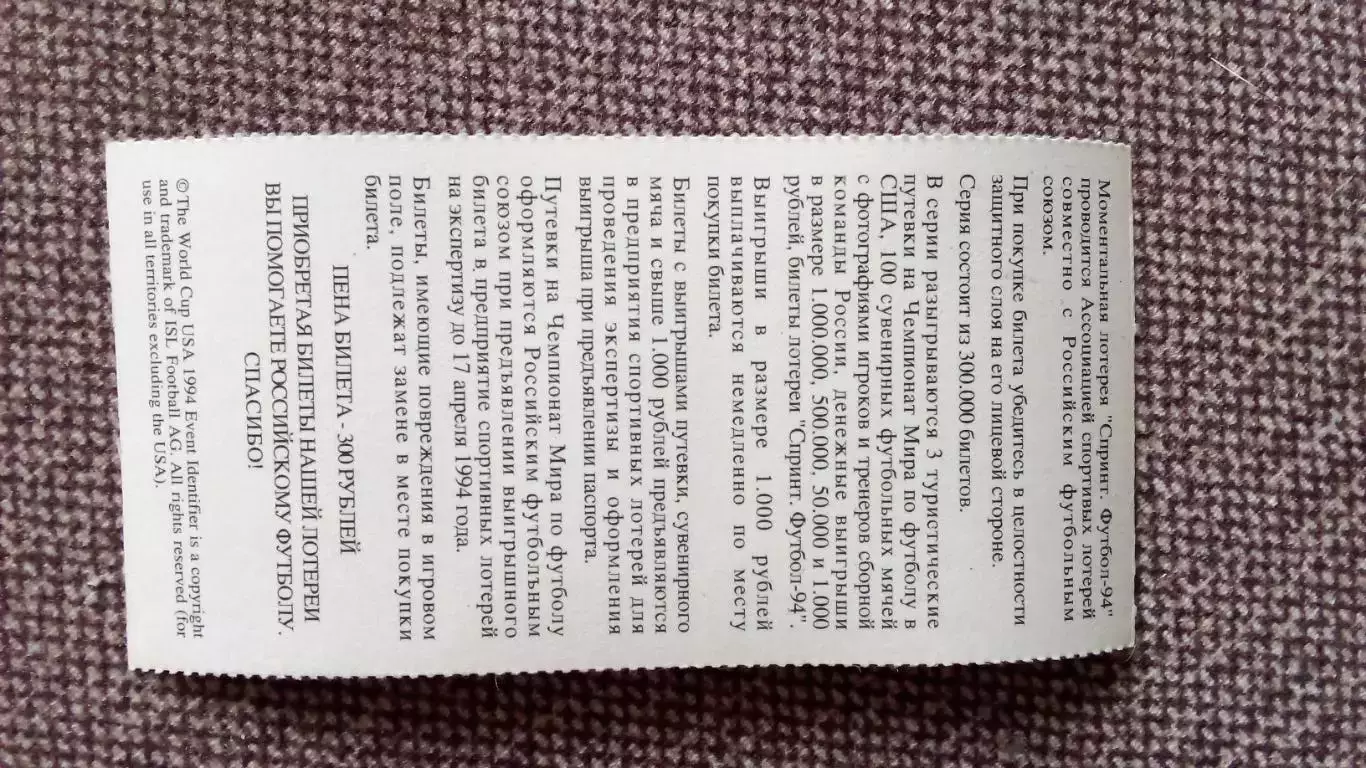 Моментальная лотерея "Спринт. Футбол-94"
проводится Ассоциацией спортивых лотерей
совместно с Российским футбольным
союзом.
При покупке билета убедитесь в целостности
защитного слоя на его лицевой стороне.
Серия состоит из 300.000 билетов.
В серии разыгрываются 3 туристические
путевки на Чемпионат Мира по футболу в
США, 100 сувенирных футбольных мячей
с фотографиями игроков и тренеров сборной
команды России, денежные выигрыши
в размере 1.000.000, 500.000, 50.000 и 1.000
рублей, билеты лотереи "Спринт. Футбол-94".
Выигрыши в размере 1.000 рублей
выплачиваются немедленно по месту
покупки билета.
Билеты с выигрышами путевки, сувенирного
мяча и свыше 1.000 рублей предъявляются
в предприятия спортивных лотерей для
проведения экспертизы и оформления
выигрыша при предъявлении паспорта.
Путевки на Чемпионат Мира по футболу
оформляются Российским футбольным
союзом при предъявлении выигрышного
билета в предприятие спортивных лотерей
на экспертизу до 17 апреля 1994 года.
Билеты, имеющие повреждения в игровом
поле, подлежат замене в месте покупки
билета.
ЦЕНА БИЛЕТА - 300 РУБЛЕЙ
ПРИОБРЕТАЯ БИЛЕТЫ НАШЕЙ ЛОТЕРЕИ
ВЫ ПОМОГАЕТЕ РОССИЙСКОМУ ФУТБОЛУ.
СПАСИБО!
© The World Cup USA 1994 Event Identifier is a copyright
and trademark of ISL Football AG. All rights reserved (for
use in all territories excluding the USA).